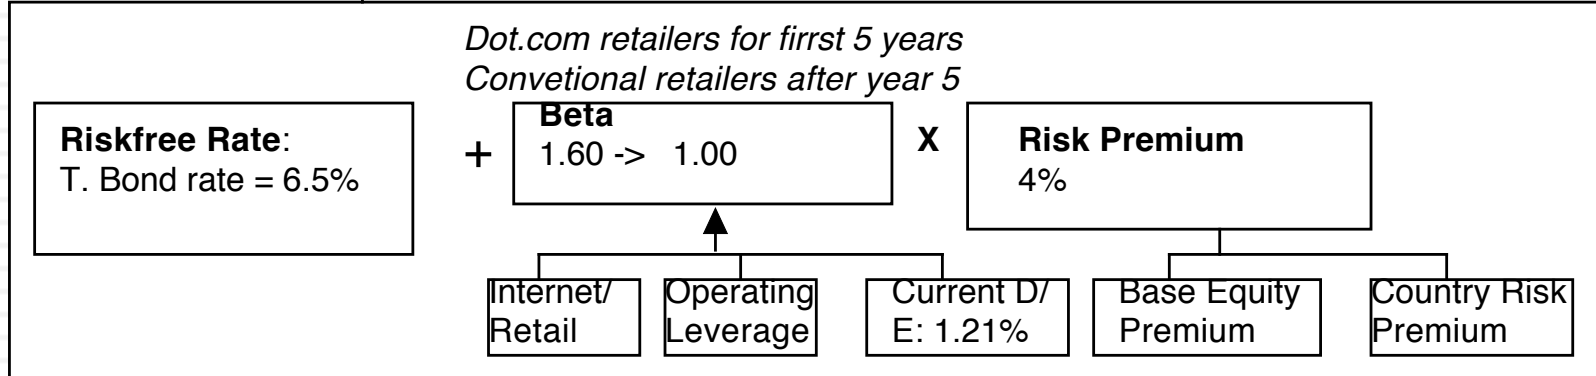 Dot.com retailers for firrst 5 years
Convetional retailers after year 5
Riskfree Rate:
T. Bond rate = 6.5%
+
Beta
1.60 -> 1.00
X
Risk Premium
4%
Internet/
Retail
Operating
Leverage
Current D/
E: 1.21%
Base Equity
Premium
Country Risk
Premium